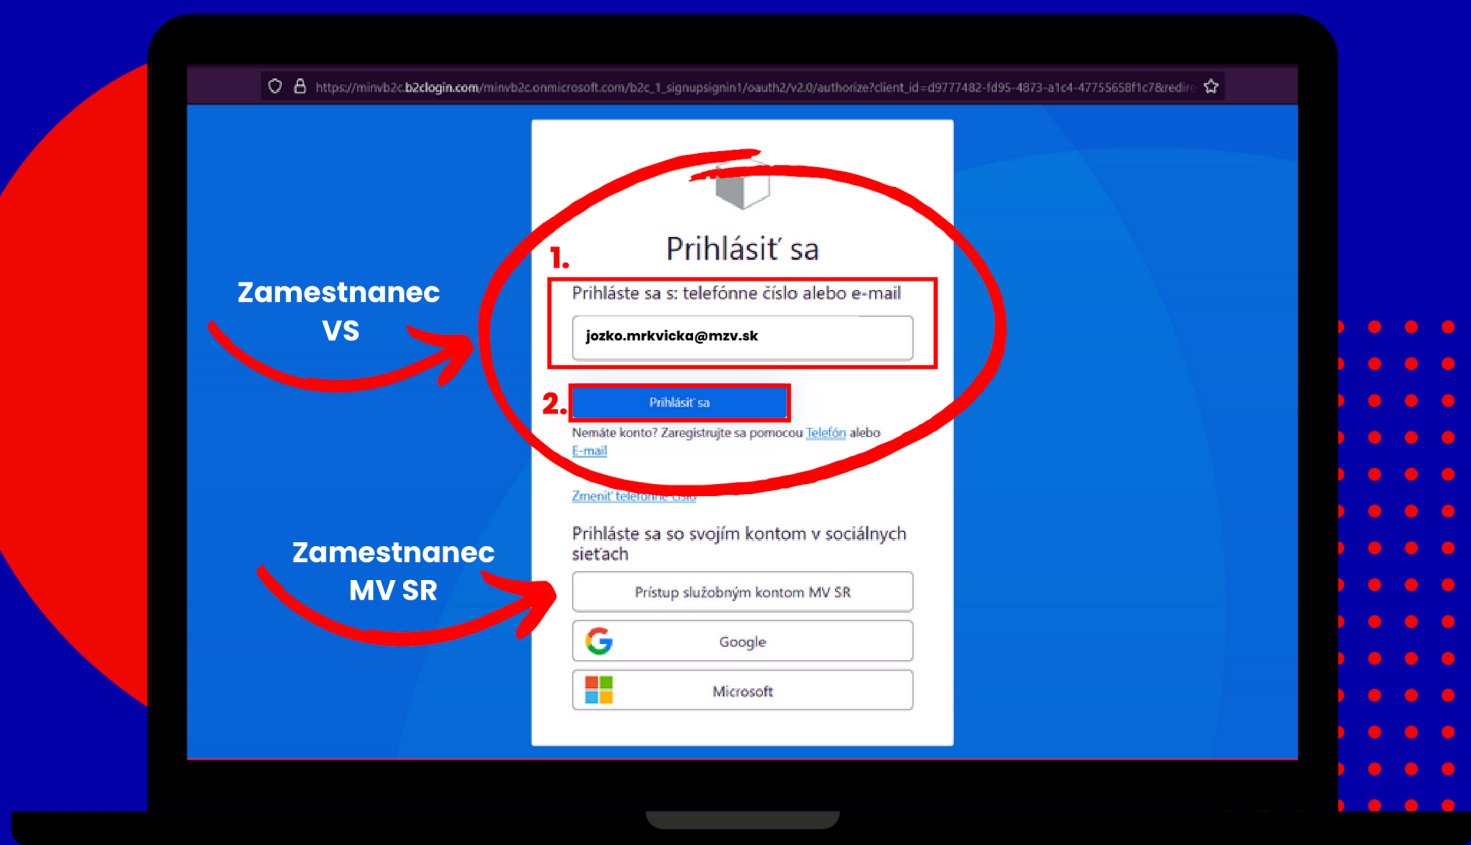 https://minvb2c.b2clogin.com/minvb2c.onmicrosoft.com/b2c_1_signupsignin1/oauth2/v2.0/authorize?client_id=d9777482-fd95-4873-a1c4-47755658f1c7&redire
Prihlásiť sa
1.
Prihláste sa s: telefónne číslo alebo e-mail
Zamestnanec
VS
jozko.mrkvicka@mzv.sk
2.
Prihlásiť sa
Nemáte konto? Zaregistrujte sa pomocou Telefón alebo
E-mail
Zmeniť telefónne číslo
Prihláste sa so svojím kontom v sociálnych
sieťach
Zamestnanec
MV SR
Prístup služobným kontom MV SR
Google
Microsoft